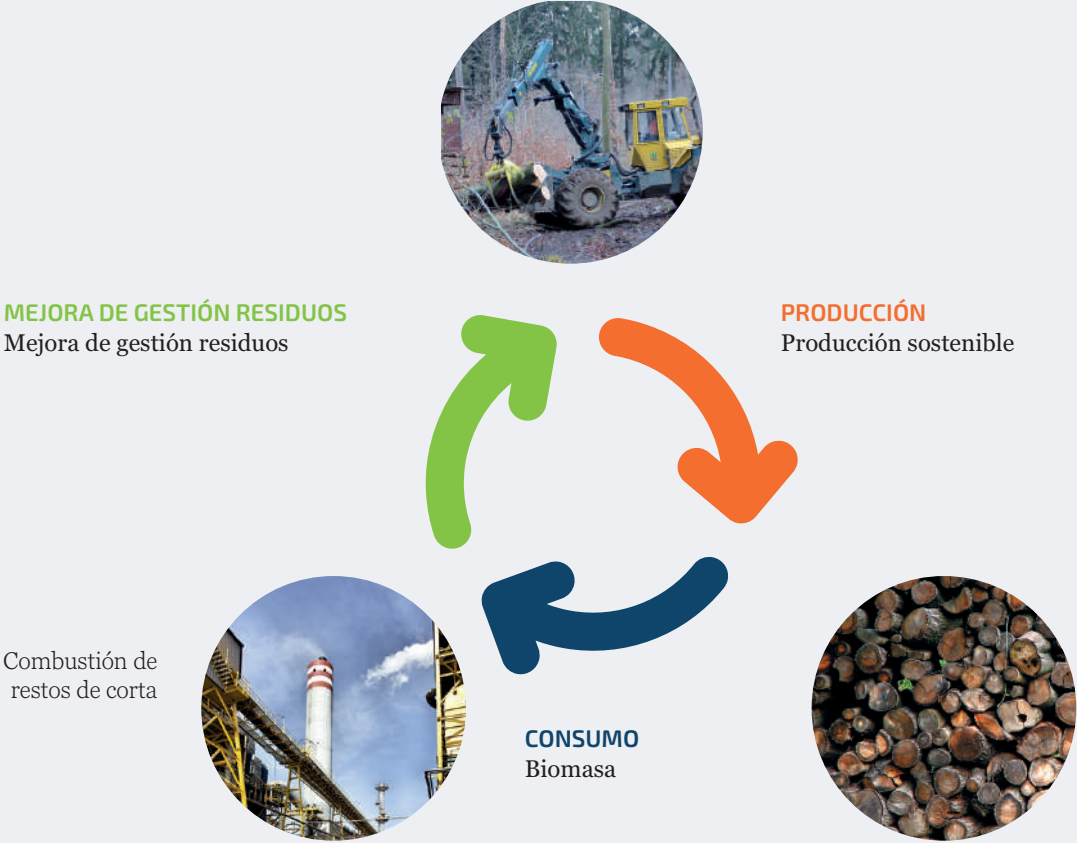 MEJORA DE GESTIÓN RESIDUOS
Mejora de gestión residuos
PRODUCCIÓN
Producción sostenible
Combustión de
restos de corta
CONSUMO
Biomasa